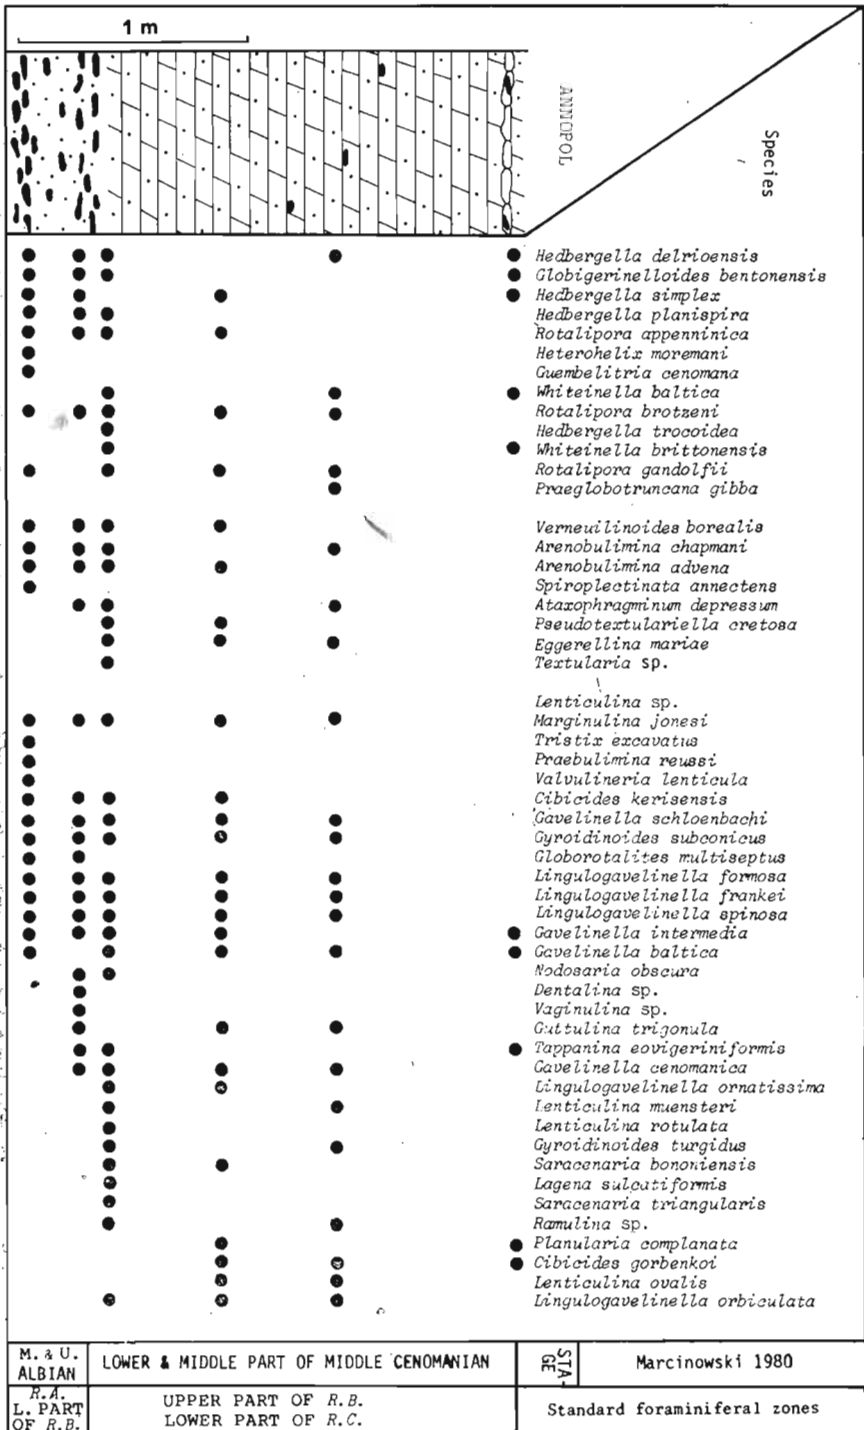 1 m
ANNOPOL
Species
Hedbergella delrioensis
Globigerinelloides bentonensis
Hedbergella simplex
Hedbergella planispira
Rotalipora appenninica
Heterohelix moremani
Guembelitria cenomana
Whiteinella baltica
Rotalipora brotzeni
Hedbergella trocoidea
Whiteinella brittonensis
Rotalipora gandolfii
Praeglobotruncana gibba
Verneuilinoides borealis
Arenobulimina chapmani
Arenobulimina advena
Spiroplectinata annectens
Ataxophragminum depressum
Pseudotextulariella cretosa
Eggerellina mariae
Textularia sp.
Lenticulina sp.
Marginulina jonesi
Tristix excavatus
Praebulimina reussi
Valvulineria lenticula
Cibicides kerisensis
Gavelinella schloenbachi
Gyroidinoides subconicus
Globorotalites multiseptus
Lingulogavelinella formosa
Lingulogavelinella frankei
Lingulogavelinella spinosa
Gavelinella intermedia
Gavelinella baltica
Nodosaria obscura
Dentalina sp.
Vaginulina sp.
Guttulina trigonula
Tappanina eovigeriniformis
Gavelinella cenomanica
Lingulogavelinella ornatissima
Lenticulina muensteri
Lenticulina rotulata
Gyroidinoides turgidus
Saracenaria bononiensis
Lagena sulcatiformis
Saracenaria triangularis
Ramulina sp.
Planularia complanata
Cibicides gorbenkoi
Lenticulina ovalis
Lingulogavelinella orbiculata
M. & U.
ALBIAN
LOWER & MIDDLE PART OF MIDDLE CENOMANIAN
STA-
GE
Marcinowski 1980
R.A.
L. PART
OF R.B.
UPPER PART OF R.B.
LOWER PART OF R.C.
Standard foraminiferal zones